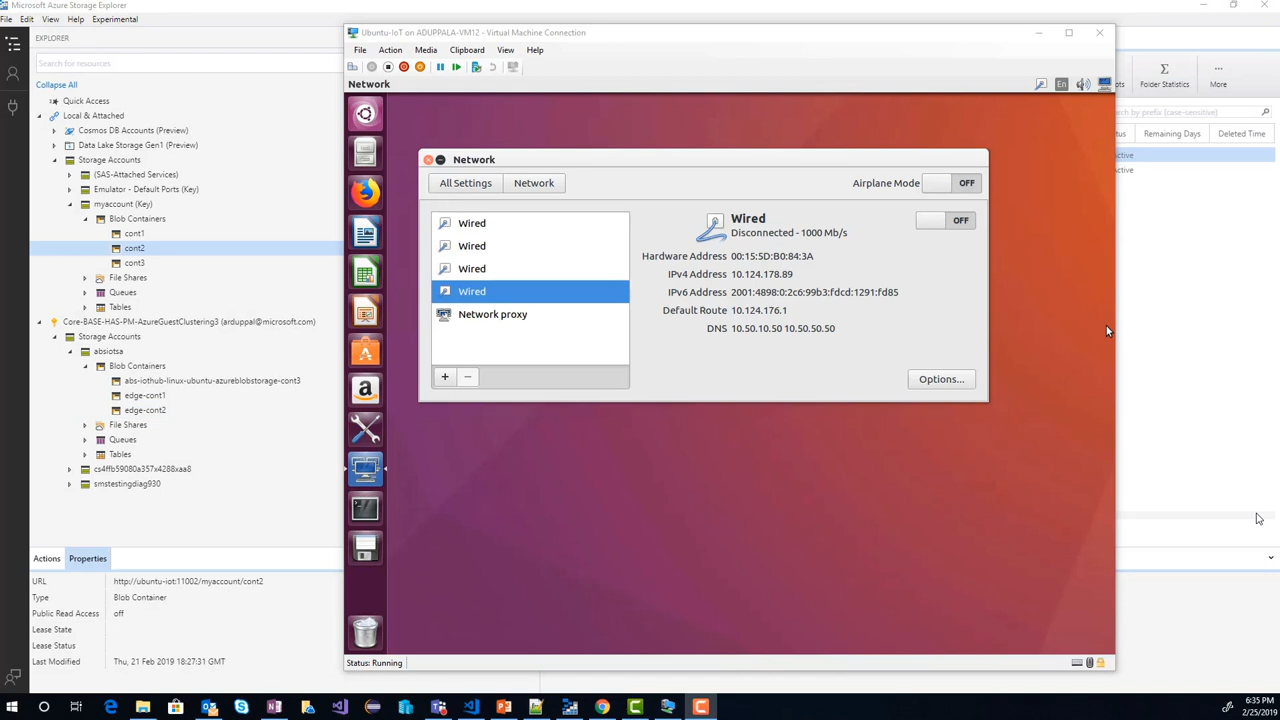 Microsoft Azure Storage Explorer
File Edit View Help Experimental
EXPLORER
Search for resources
Collapse All
Quick Access
Local & Attached
Cosmos DB Accounts (Preview)
Data Lake Storage Gen1 (Preview)
Storage Accounts
(SAS-Attached Services)
Emulator - Default Ports (Key)
myaccount (Key)
Blob Containers
cont1
cont2
cont3
File Shares
Queues
Tables
Core-BASE-HAS-PM-AzureGuestClustering3 (arduppal@microsoft.com)
Storage Accounts
absiotsa
Blob Containers
abs-iothub-linux-ubuntu-azureblobstorage-cont3
edge-cont1
edge-cont2
File Shares
Queues
Tables
cs4ffb59080a357x4288xaa8
smstestingdiag930
Actions Properties
URL http://ubuntu-iot:11002/myaccount/cont2
Type Blob Container
Public Read Access off
Lease State
Lease Status
Last Modified Thu, 21 Feb 2019 18:27:31 GMT
Ubuntu-IoT on ADUPPALA-VM12 - Virtual Machine Connection
File Action Media Clipboard View Help
Network
En
Network
All Settings Network
Airplane Mode OFF
Wired
Wired
Wired
Wired
Network proxy
Wired
Disconnected - 1000 Mb/s
OFF
Hardware Address 00:15:5D:B0:84:3A
IPv4 Address 10.124.178.89
IPv6 Address 2001:4898:0:2c6:99b3:fdcd:1291:fd85
Default Route 10.124.176.1
DNS 10.50.10.50 10.50.50.50
Options...
Status: Running
pts Folder Statistics More
ch by prefix (case-sensitive)
tus Remaining Days Deleted Time
ctive
ctive
6:35 PM
2/25/2019